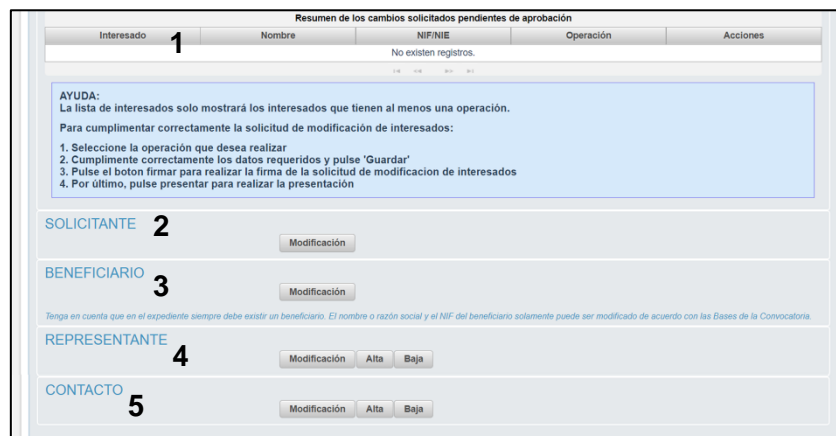 Resumen de los cambios solicitados pendientes de aprobación
Interesado 1 Nombre NIF/NIE Operación Acciones
No existen registros.
AYUDA:
La lista de interesados solo mostrará los interesados que tienen al menos una operación.
Para cumplimentar correctamente la solicitud de modificación de interesados:
1. Seleccione la operación que desea realizar
2. Cumplimente correctamente los datos requeridos y pulse 'Guardar'
3. Pulse el boton firmar para realizar la firma de la solicitud de modificacion de interesados
4. Por último, pulse presentar para realizar la presentación
SOLICITANTE 2
Modificación
BENEFICIARIO 3
Modificación
Tenga en cuenta que en el expediente siempre debe existir un beneficiario. El nombre o razón social y el NIF del beneficiario solamente puede ser modificado de acuerdo con las Bases de la Convocatoria.
REPRESENTANTE 4
Modificación Alta Baja
CONTACTO 5
Modificación Alta Baja